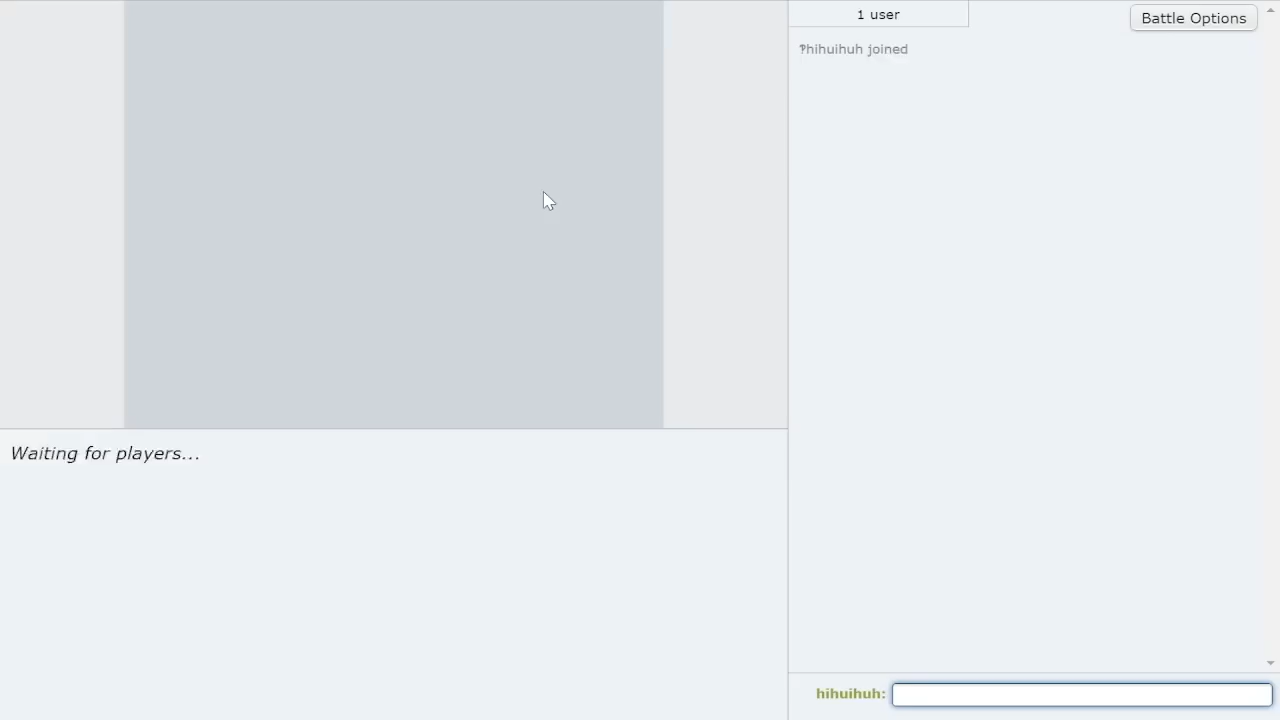 1 user
Battle Options
‽hihuihuh joined
Waiting for players...
hihuihuh: